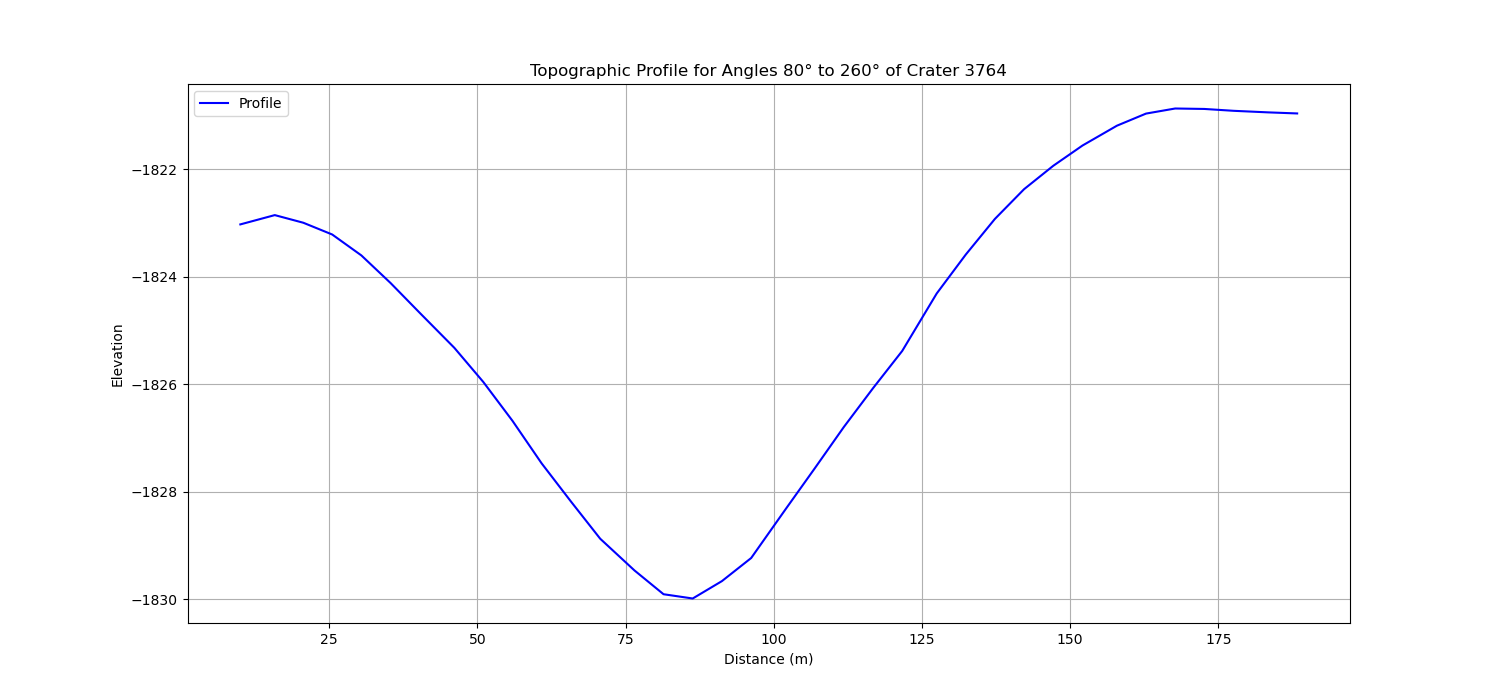 Topographic Profile for Angles 80° to 260° of Crater 3764
Profile
−1822
−1824
−1826
−1828
−1830
Elevation
25 50 75 100 125 150 175
Distance (m)